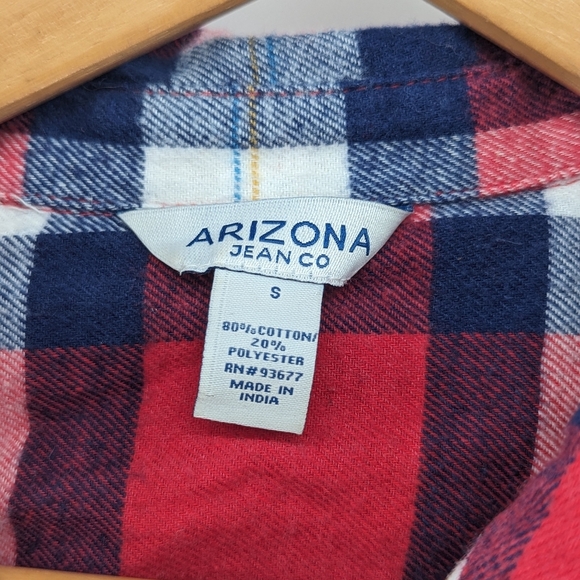 ARIZONA
JEAN CO
S
80% COTTON/
20%
POLYESTER
RN# 93677
MADE IN
INDIA